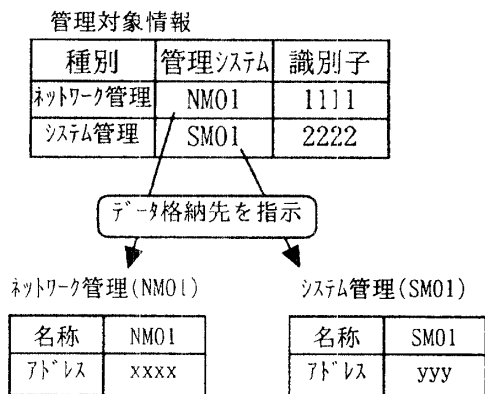 管理対象情報
種別 管理システム 識別子
ネットワーク管理 NM01 1111
システム管理 SM01 2222
データ格納先を指示
ネットワーク管理(NM01) システム管理(SM01)
名称 NM01 名称 SM01
アドレス xxxx アドレス yyy